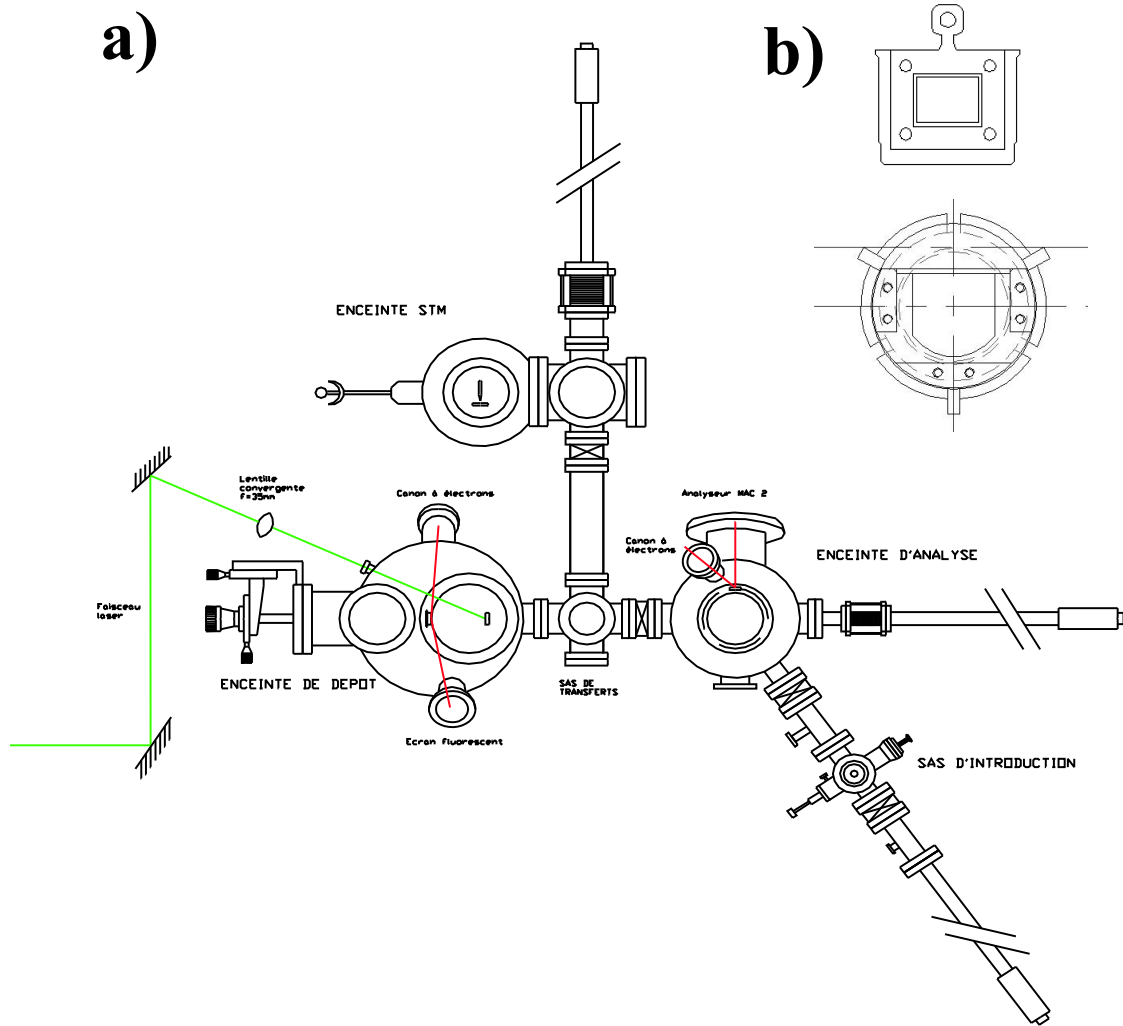 a)
b)
ENCEINTE STM
Lentille
convergente
f=35mm
Canon à électrons
Analyseur MAC 2
Canon à
électrons
ENCEINTE D'ANALYSE
Faisceau
laser
ENCEINTE DE DEPOT
SAS DE
TRANSFERTS
Ecran fluorescent
SAS D'INTRODUCTION